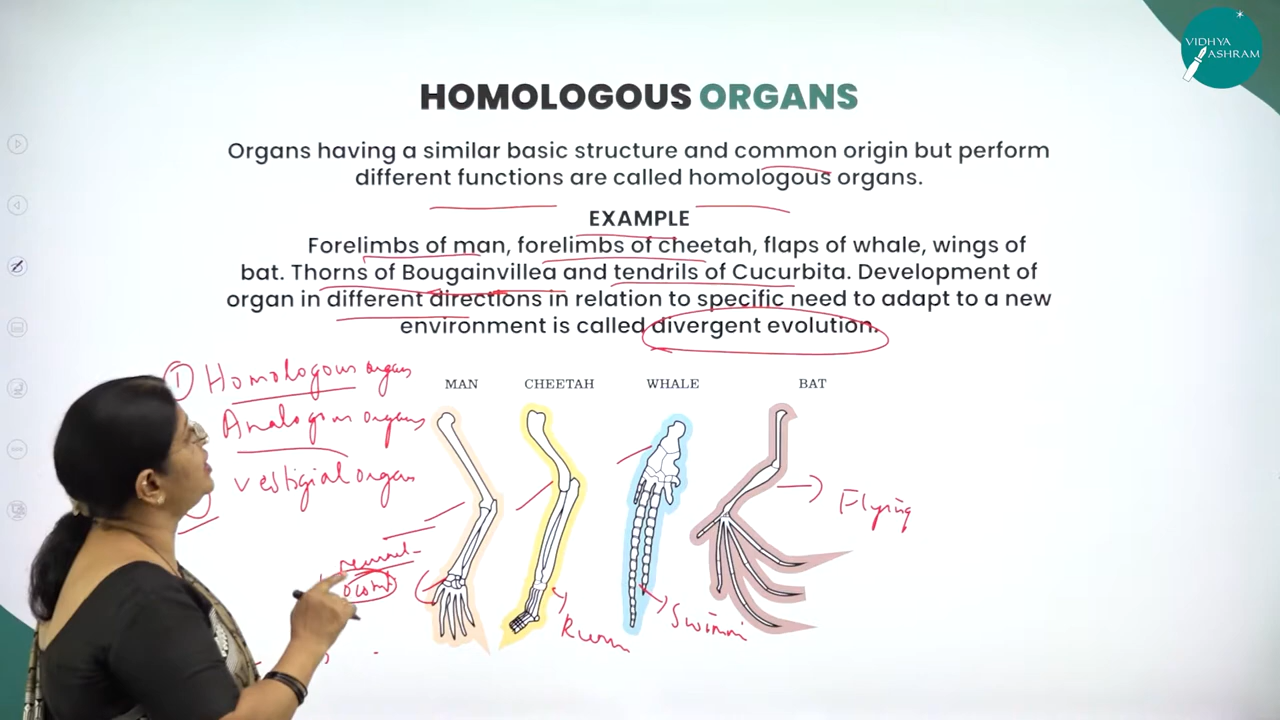 VIDHYA
ASHRAM
HOMOLOGOUS ORGANS
Organs having a similar basic structure and common origin but perform
different functions are called homologous organs.
EXAMPLE
Forelimbs of man, forelimbs of cheetah, flaps of whale, wings of
bat. Thorns of Bougainvillea and tendrils of Cucurbita. Development of
organ in different directions in relation to specific need to adapt to a new
environment is called divergent evolution.
① Homologous organs
Analogous organs
Vestigial organs
MAN CHEETAH WHALE BAT
Flying